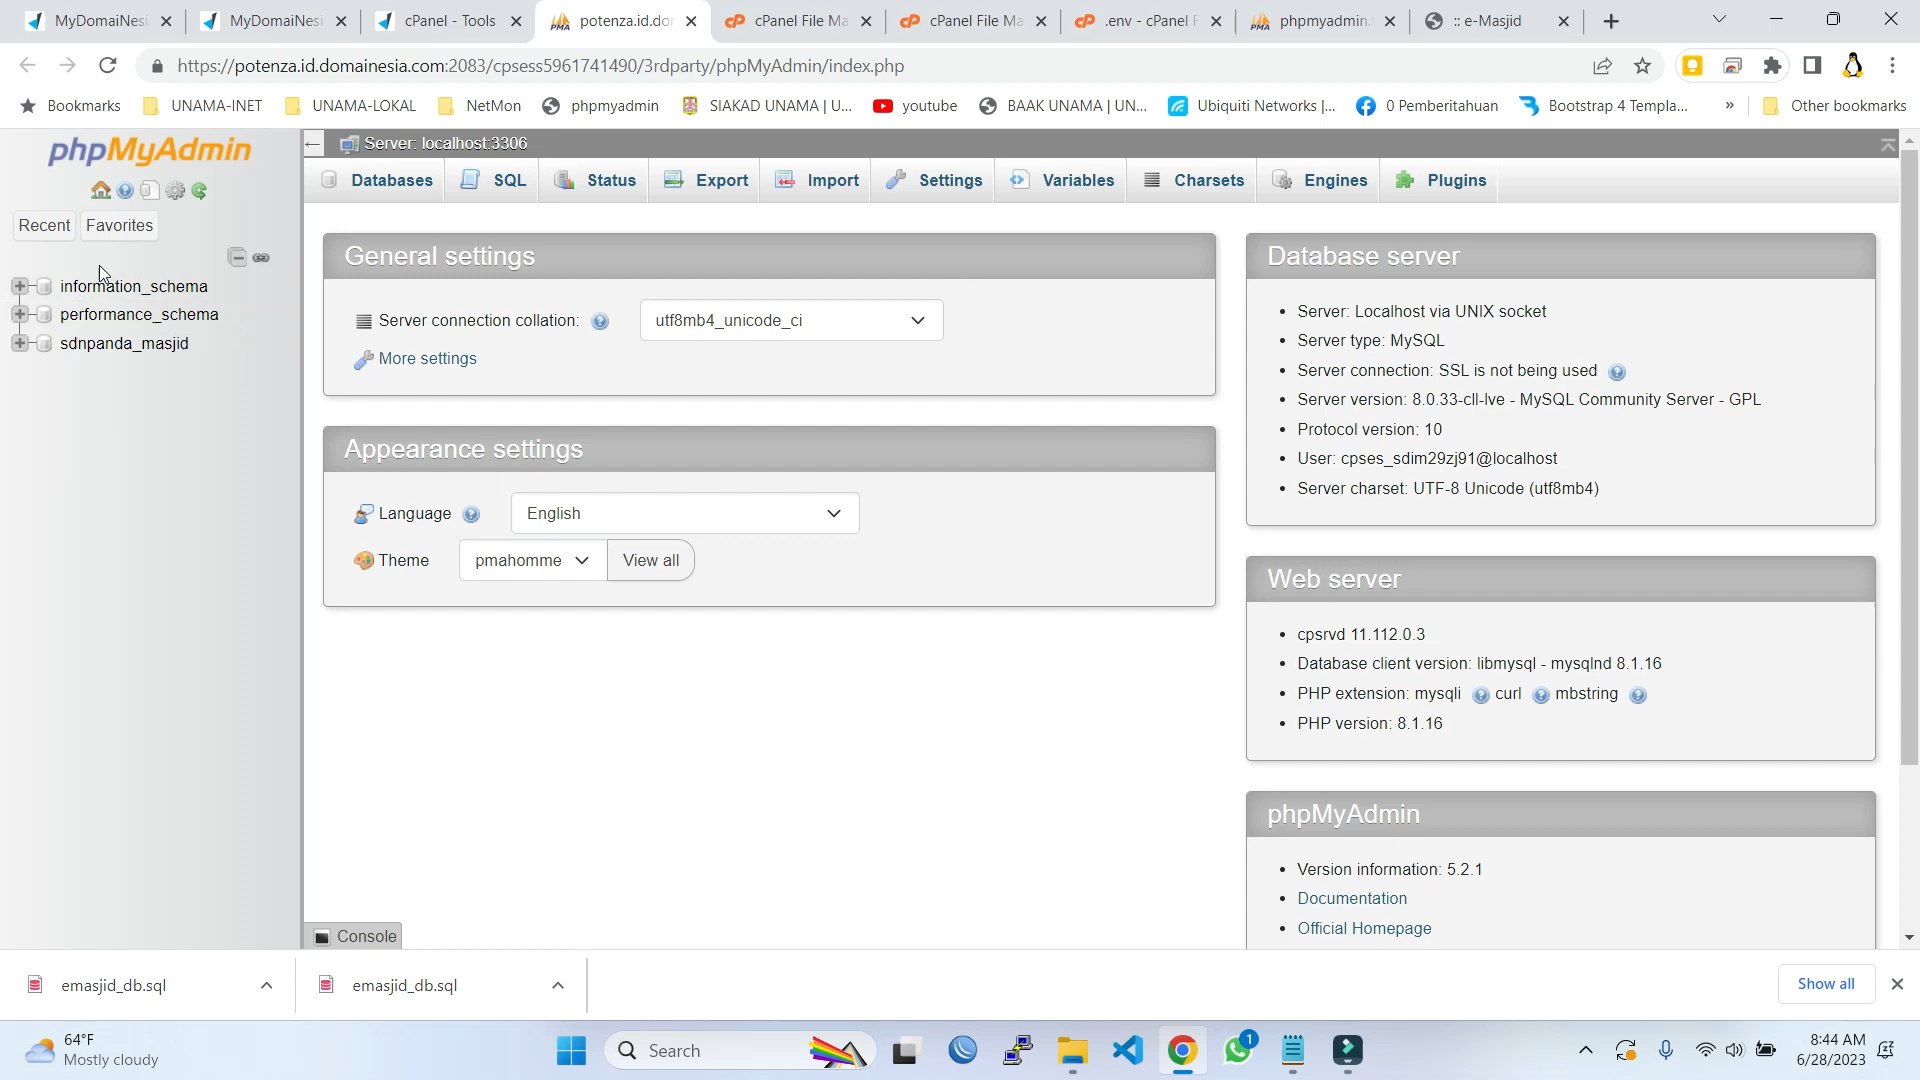 MyDomaiNesi
MyDomaiNesi
cPanel - Tools
potenza.id.do
cPanel File Ma
cPanel File Ma
.env - cPanel F
phpmyadmin.
:: e-Masjid
https://potenza.id.domainesia.com:2083/cpsess5961741490/3rdparty/phpMyAdmin/index.php
Bookmarks
UNAMA-INET
UNAMA-LOKAL
NetMon
phpmyadmin
SIAKAD UNAMA | U...
youtube
BAAK UNAMA | UN...
Ubiquiti Networks |...
0 Pemberitahuan
Bootstrap 4 Templa...
»
Other bookmarks
phpMyAdmin
Recent
Favorites
information_schema
performance_schema
sdnpanda_masjid
Server: localhost:3306
Databases
SQL
Status
Export
Import
Settings
Variables
Charsets
Engines
Plugins
General settings
Server connection collation:
utf8mb4_unicode_ci
More settings
Appearance settings
Language
English
Theme
pmahomme
View all
Database server
• Server: Localhost via UNIX socket
• Server type: MySQL
• Server connection: SSL is not being used
• Server version: 8.0.33-cll-lve - MySQL Community Server - GPL
• Protocol version: 10
• User: cpses_sdim29zj91@localhost
• Server charset: UTF-8 Unicode (utf8mb4)
Web server
• cpsrvd 11.112.0.3
• Database client version: libmysql - mysqlnd 8.1.16
• PHP extension: mysqli curl mbstring
• PHP version: 8.1.16
phpMyAdmin
• Version information: 5.2.1
• Documentation
• Official Homepage
Console
emasjid_db.sql
emasjid_db.sql
Show all
64°F
Mostly cloudy
Search
1
8:44 AM
6/28/2023